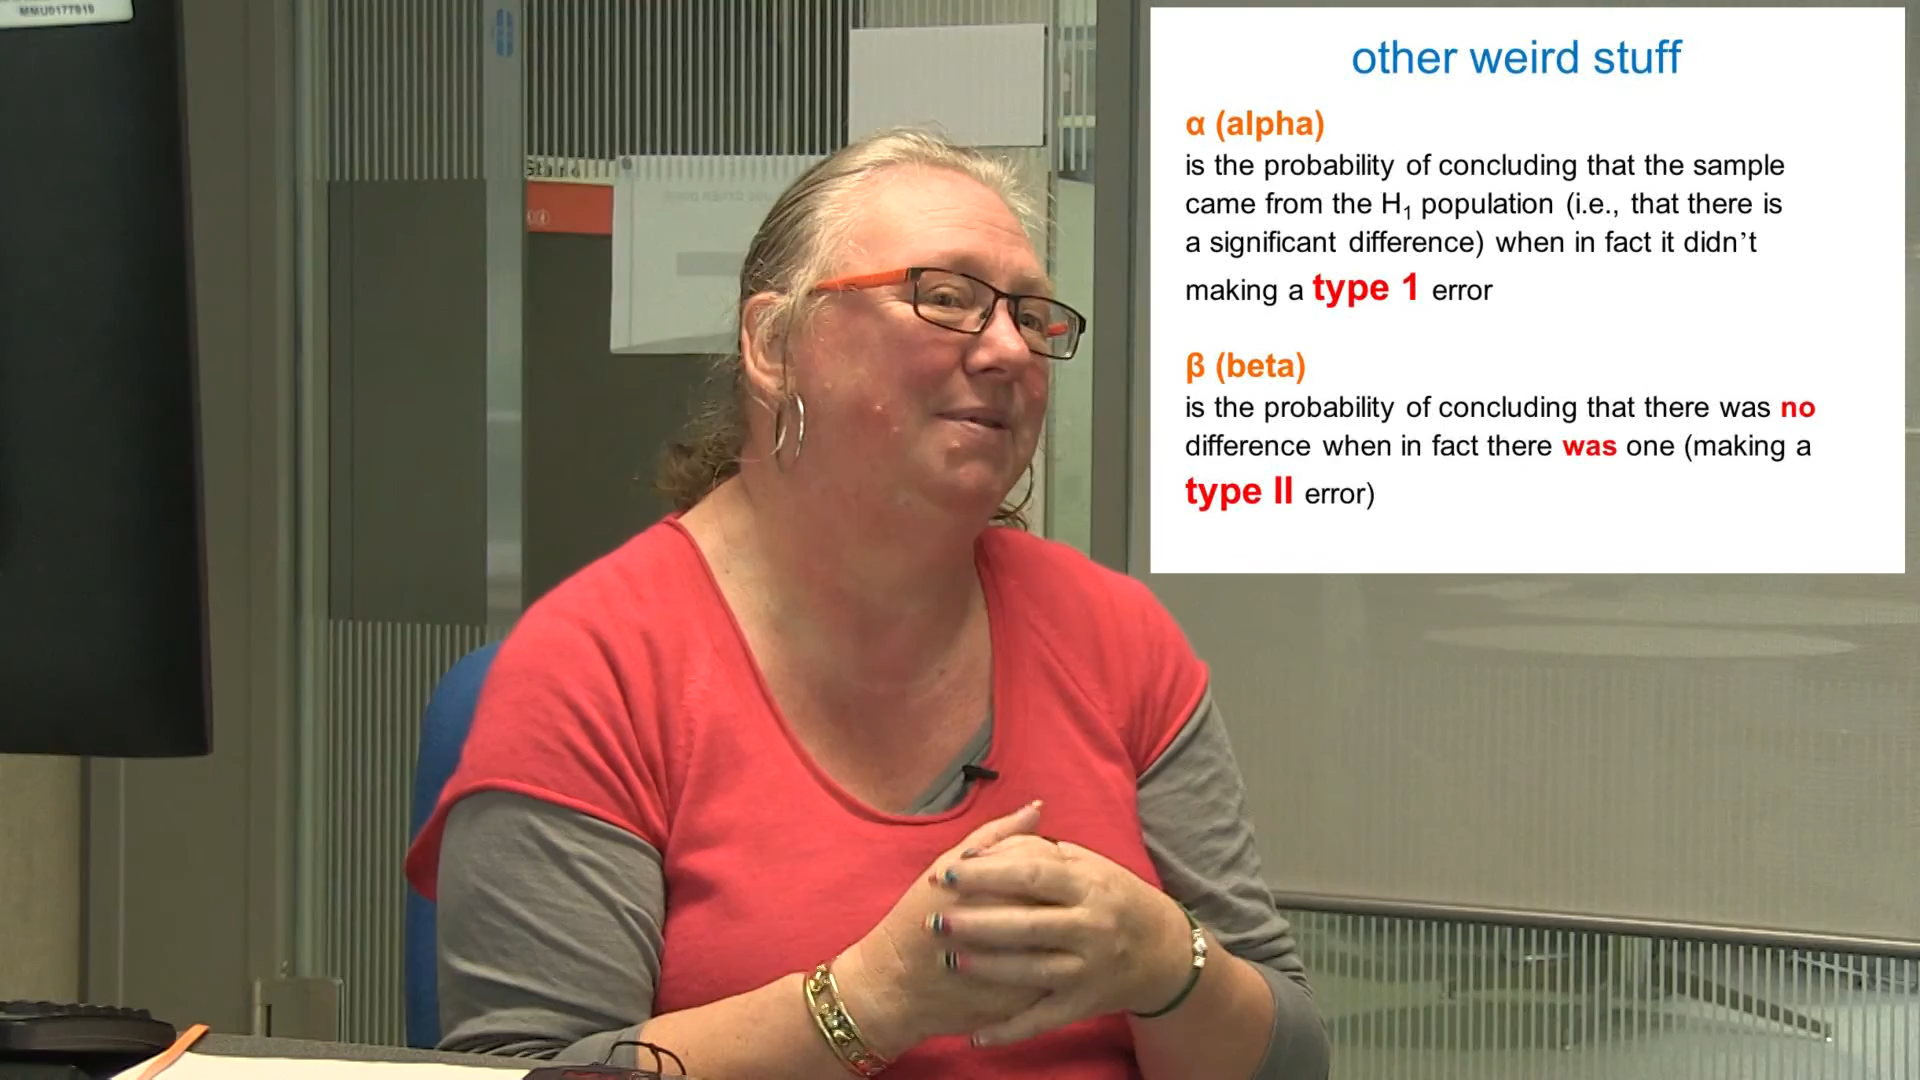 MMU0177919
other weird stuff
α (alpha)
is the probability of concluding that the sample
came from the H₁ population (i.e., that there is
a significant difference) when in fact it didn’t
making a type 1 error
β (beta)
is the probability of concluding that there was no
difference when in fact there was one (making a
type II error)